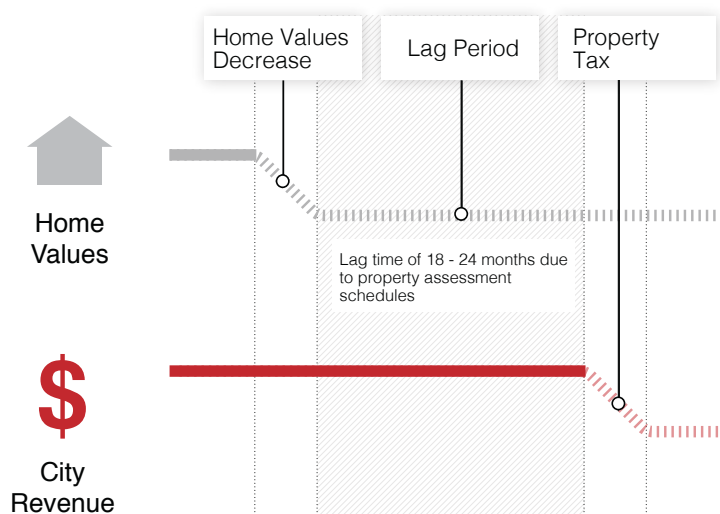 Home Values
Decrease
Lag Period
Property
Tax
Home
Values
Lag time of 18 - 24 months due
to property assessment
schedules
$
City
Revenue